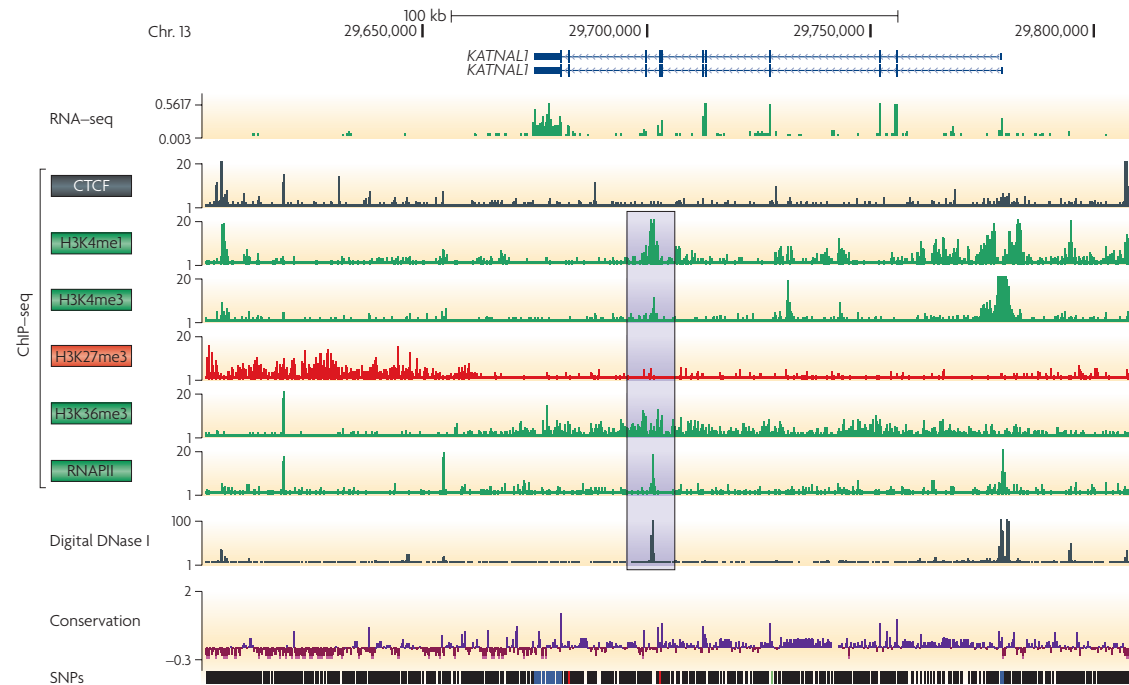 100 kb
Chr. 13 29,650,000 29,700,000 29,750,000 29,800,000
KATNAL1
KATNAL1
RNA–seq 0.5617
0.003
ChIP–seq
CTCF 20
1
H3K4me1 20
1
H3K4me3 20
1
H3K27me3 20
1
H3K36me3 20
1
RNAPII 20
1
Digital DNase I 100
1
Conservation 2
–0.3
SNPs